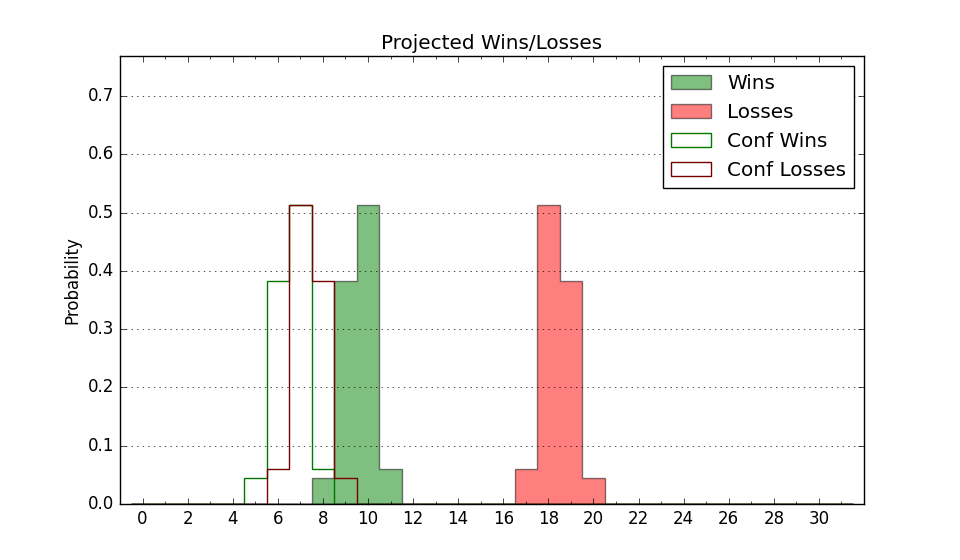 Projected Wins/Losses
Wins
Losses
Conf Wins
Conf Losses
Probability
0.7
0.6
0.5
0.4
0.3
0.2
0.1
0.0
0 2 4 6 8 10 12 14 16 18 20 22 24 26 28 30